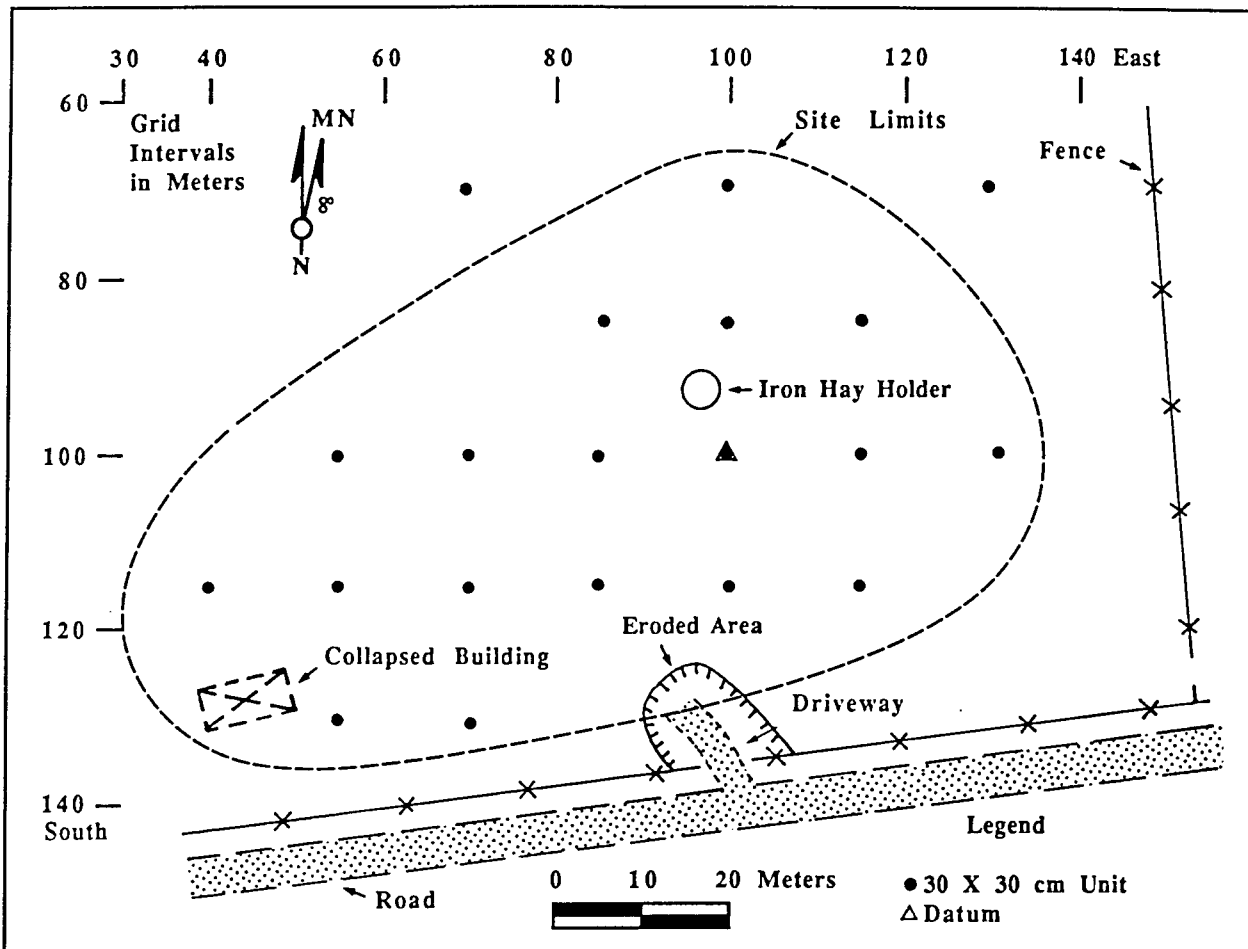 30 40 60 80 100 120 140 East
60
Grid
Intervals
in Meters
MN
8°
N
Site Limits
Fence
80
Iron Hay Holder
100
120
Eroded Area
Collapsed Building
Driveway
140
South
Legend
Road
0 10 20 Meters
30 X 30 cm Unit
Datum